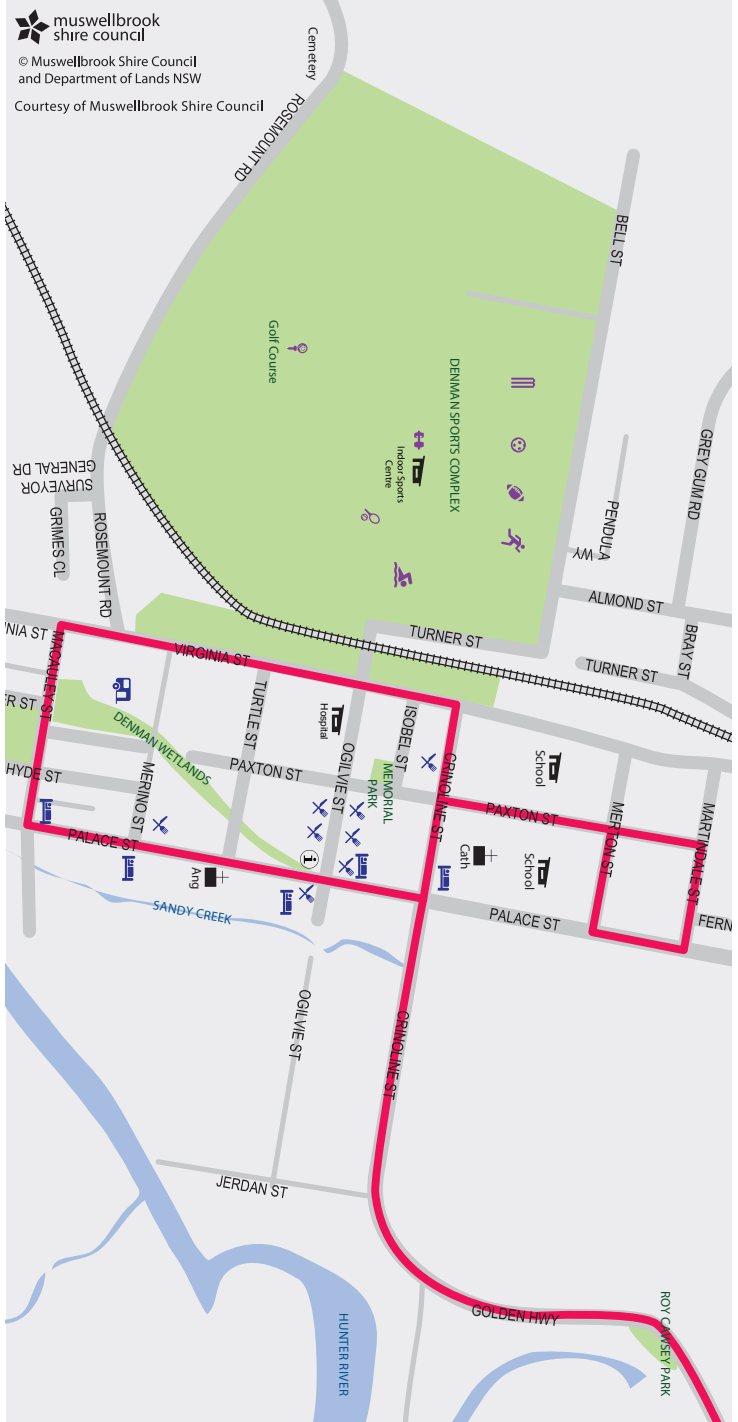 muswellbrook
shire council
© Muswellbrook Shire Council
and Department of Lands NSW
Courtesy of Muswellbrook Shire Council
Cemetery
ROSEMOUNT RD
BELL ST
Golf Course
DENMAN SPORTS COMPLEX
Indoor Sports
Centre
GREY GUM RD
PENDULA
WY
SURVEYOR
GENERAL DR
GRIMES CL
ROSEMOUNT RD
ALMOND ST
BRAY ST
TURNER ST
TURNER ST
NIA ST
MACAULEY ST
VIRGINIA ST
ER ST
HYDE ST
DENMAN WETLANDS
MERINO ST
TURTLE ST
PAXTON ST
Hospital
OGILVIE ST
ISOBEL ST
MEMORIAL
PARK
CRINOLINE ST
School
PAXTON ST
MERTON ST
MARTINDALE ST
Cath
School
PALACE ST
Ang
i
SANDY CREEK
PALACE ST
FERN
OGILVIE ST
CRINOLINE ST
JERDAN ST
GOLDEN HWY
ROY CAWSEY PARK
HUNTER RIVER